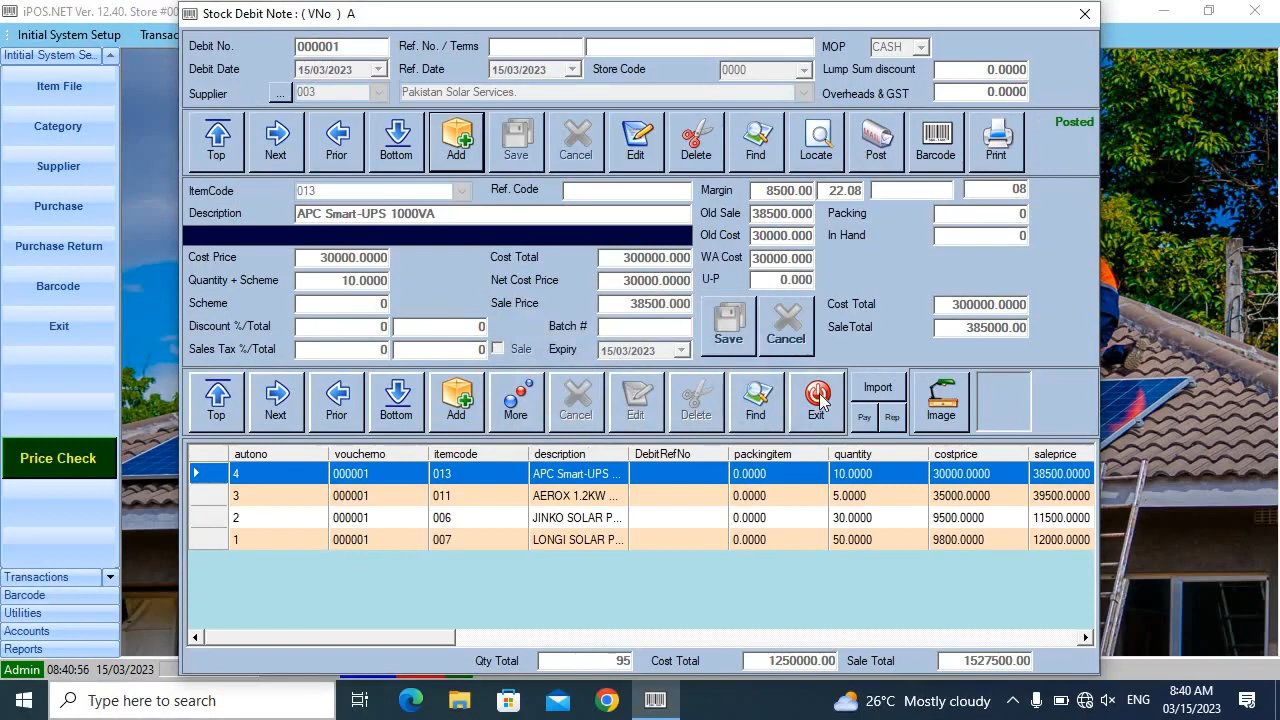 iPOS.NET Ver. 12.40. Store #00
Initial System Setup Transac
Initial System Se...
Item File
Category
Supplier
Purchase
Purchase Return
Barcode
Exit
Price Check
Transactions
Barcode
Utilities
Accounts
Reports
Admin 08:40:56 15/03/2023
Stock Debit Note : ( VNo ) A
Debit No. 000001 Ref. No. / Terms MOP CASH
Debit Date 15/03/2023 Ref. Date 15/03/2023 Store Code 0000 Lump Sum discount 0.0000
Supplier ... 003 Pakistan Solar Services. Overheads & GST 0.0000
Top Next Prior Bottom Add Save Cancel Edit Delete Find Locate Post Barcode Print
Posted
ItemCode 013 Ref. Code Margin 8500.00 22.08 08
Description APC Smart-UPS 1000VA Old Sale 38500.000 Packing 0
Old Cost 30000.000 In Hand 0
Cost Price 30000.0000 Cost Total 300000.000 WA Cost 30000.000
Quantity + Scheme 10.0000 Net Cost Price 30000.0000 U-P 0.000
Scheme 0 Sale Price 38500.000 Cost Total 300000.0000
Discount %/Total 0 0 Batch # Save Cancel SaleTotal 385000.00
Sales Tax %/Total 0 0 Sale Expiry 15/03/2023
Top Next Prior Bottom Add More Cancel Edit Delete Find Exit Import Pay Rep Image
autono voucherno itemcode description DebitRefNo packingitem quantity costprice saleprice
4 000001 013 APC Smart-UPS ... 0.0000 10.0000 30000.0000 38500.0000
3 000001 011 AEROX 1.2KW ... 0.0000 5.0000 35000.0000 39500.0000
2 000001 006 JINKO SOLAR P... 0.0000 30.0000 9500.0000 11500.0000
1 000001 007 LONGI SOLAR P... 0.0000 50.0000 9800.0000 12000.0000
Qty Total 95 Cost Total 1250000.00 Sale Total 1527500.00
Type here to search
26°C Mostly cloudy ENG 8:40 AM
03/15/2023